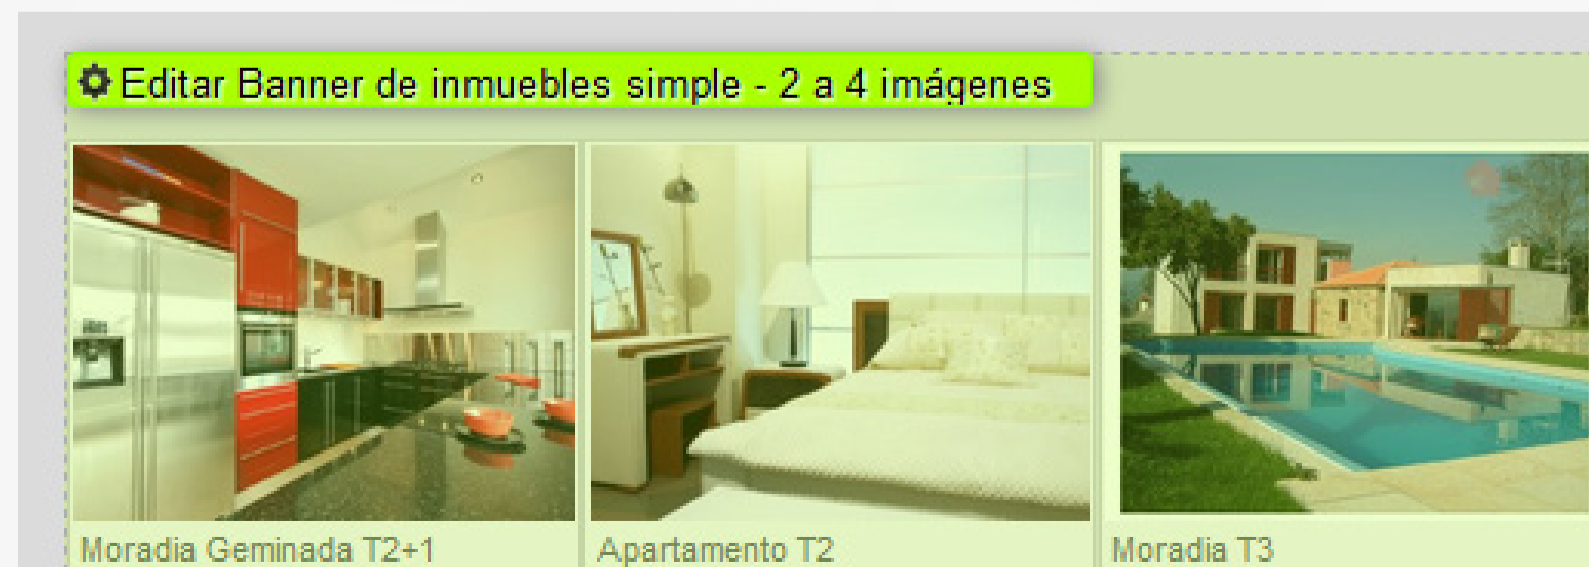 Editar Banner de inmuebles simple - 2 a 4 imágenes
Moradia Geminada T2+1
Apartamento T2
Moradia T3